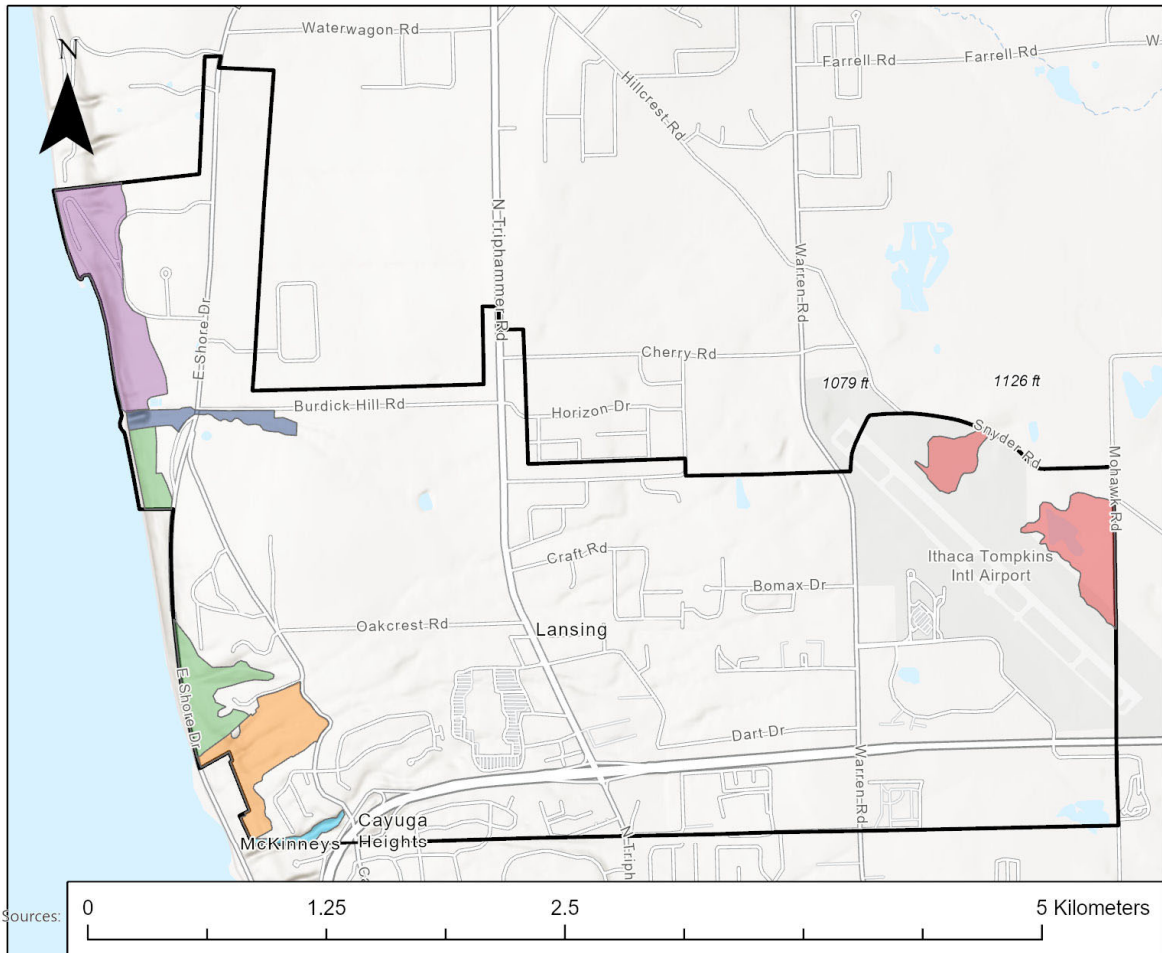 Waterwagon Rd
N
Farrell Rd
Farrell Rd
W
Hillcrest Rd
N Triphammer Rd
Warren Rd
E Shore Dr
Cherry Rd
1079 ft
1126 ft
Burdick Hill Rd
Horizon Dr
Snyder Rd
Mohawk Rd
Craft Rd
Ithaca Tompkins
Intl Airport
Bomax Dr
Oakcrest Rd
Lansing
E Shore Dr
Dart Dr
Warren Rd
Cayuga
Heights
McKinneys
N Triph
Ca
Sources:
0
1.25
2.5
5 Kilometers